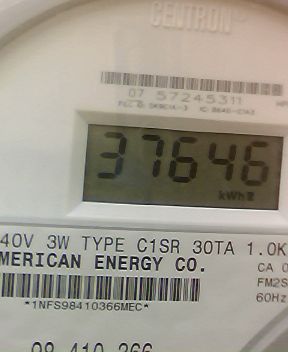 CENTRON
07 57245311
37646
kWh
40V 3W TYPE C1SR 30TA 1.0K
MERICAN ENERGY CO.
CA 0
FM2S
*1NFS98410366MEC*
60Hz
98 410 366